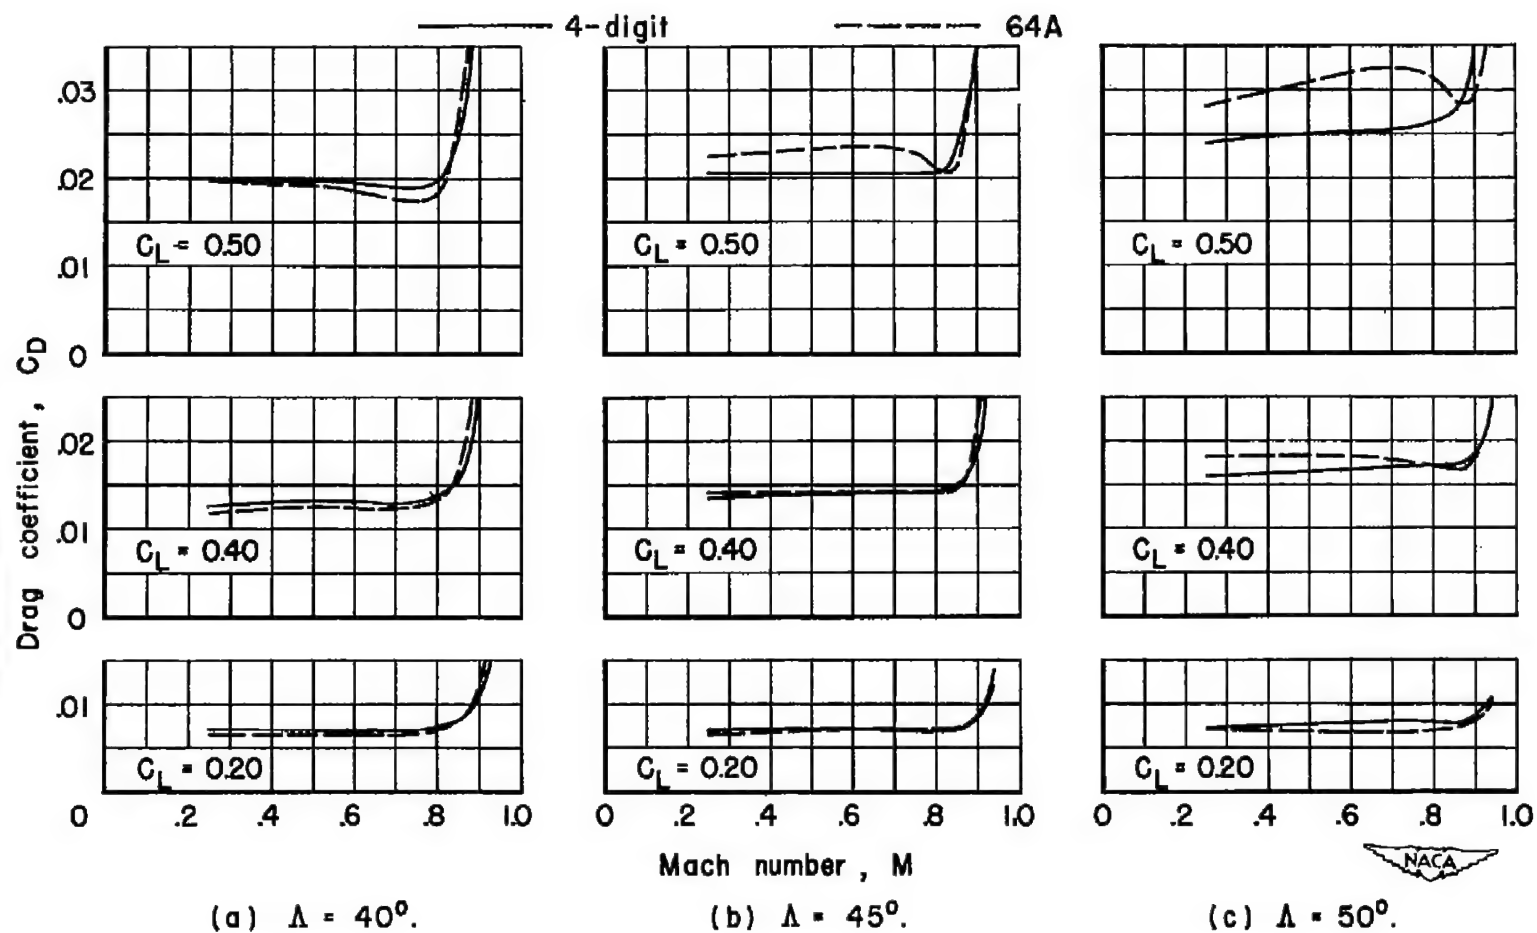 4-digit 64A
.03
.02
.01
0
C_L = 0.50
C_L = 0.50
C_L = 0.50
Drag coefficient, C_D
.02
.01
0
C_L = 0.40
C_L = 0.40
C_L = 0.40
.01
C_L = 0.20
C_L = 0.20
C_L = 0.20
0 .2 .4 .6 .8 1.0
0 .2 .4 .6 .8 1.0
0 .2 .4 .6 .8 1.0
Mach number, M
NACA
(a) Λ = 40°.
(b) Λ = 45°.
(c) Λ = 50°.